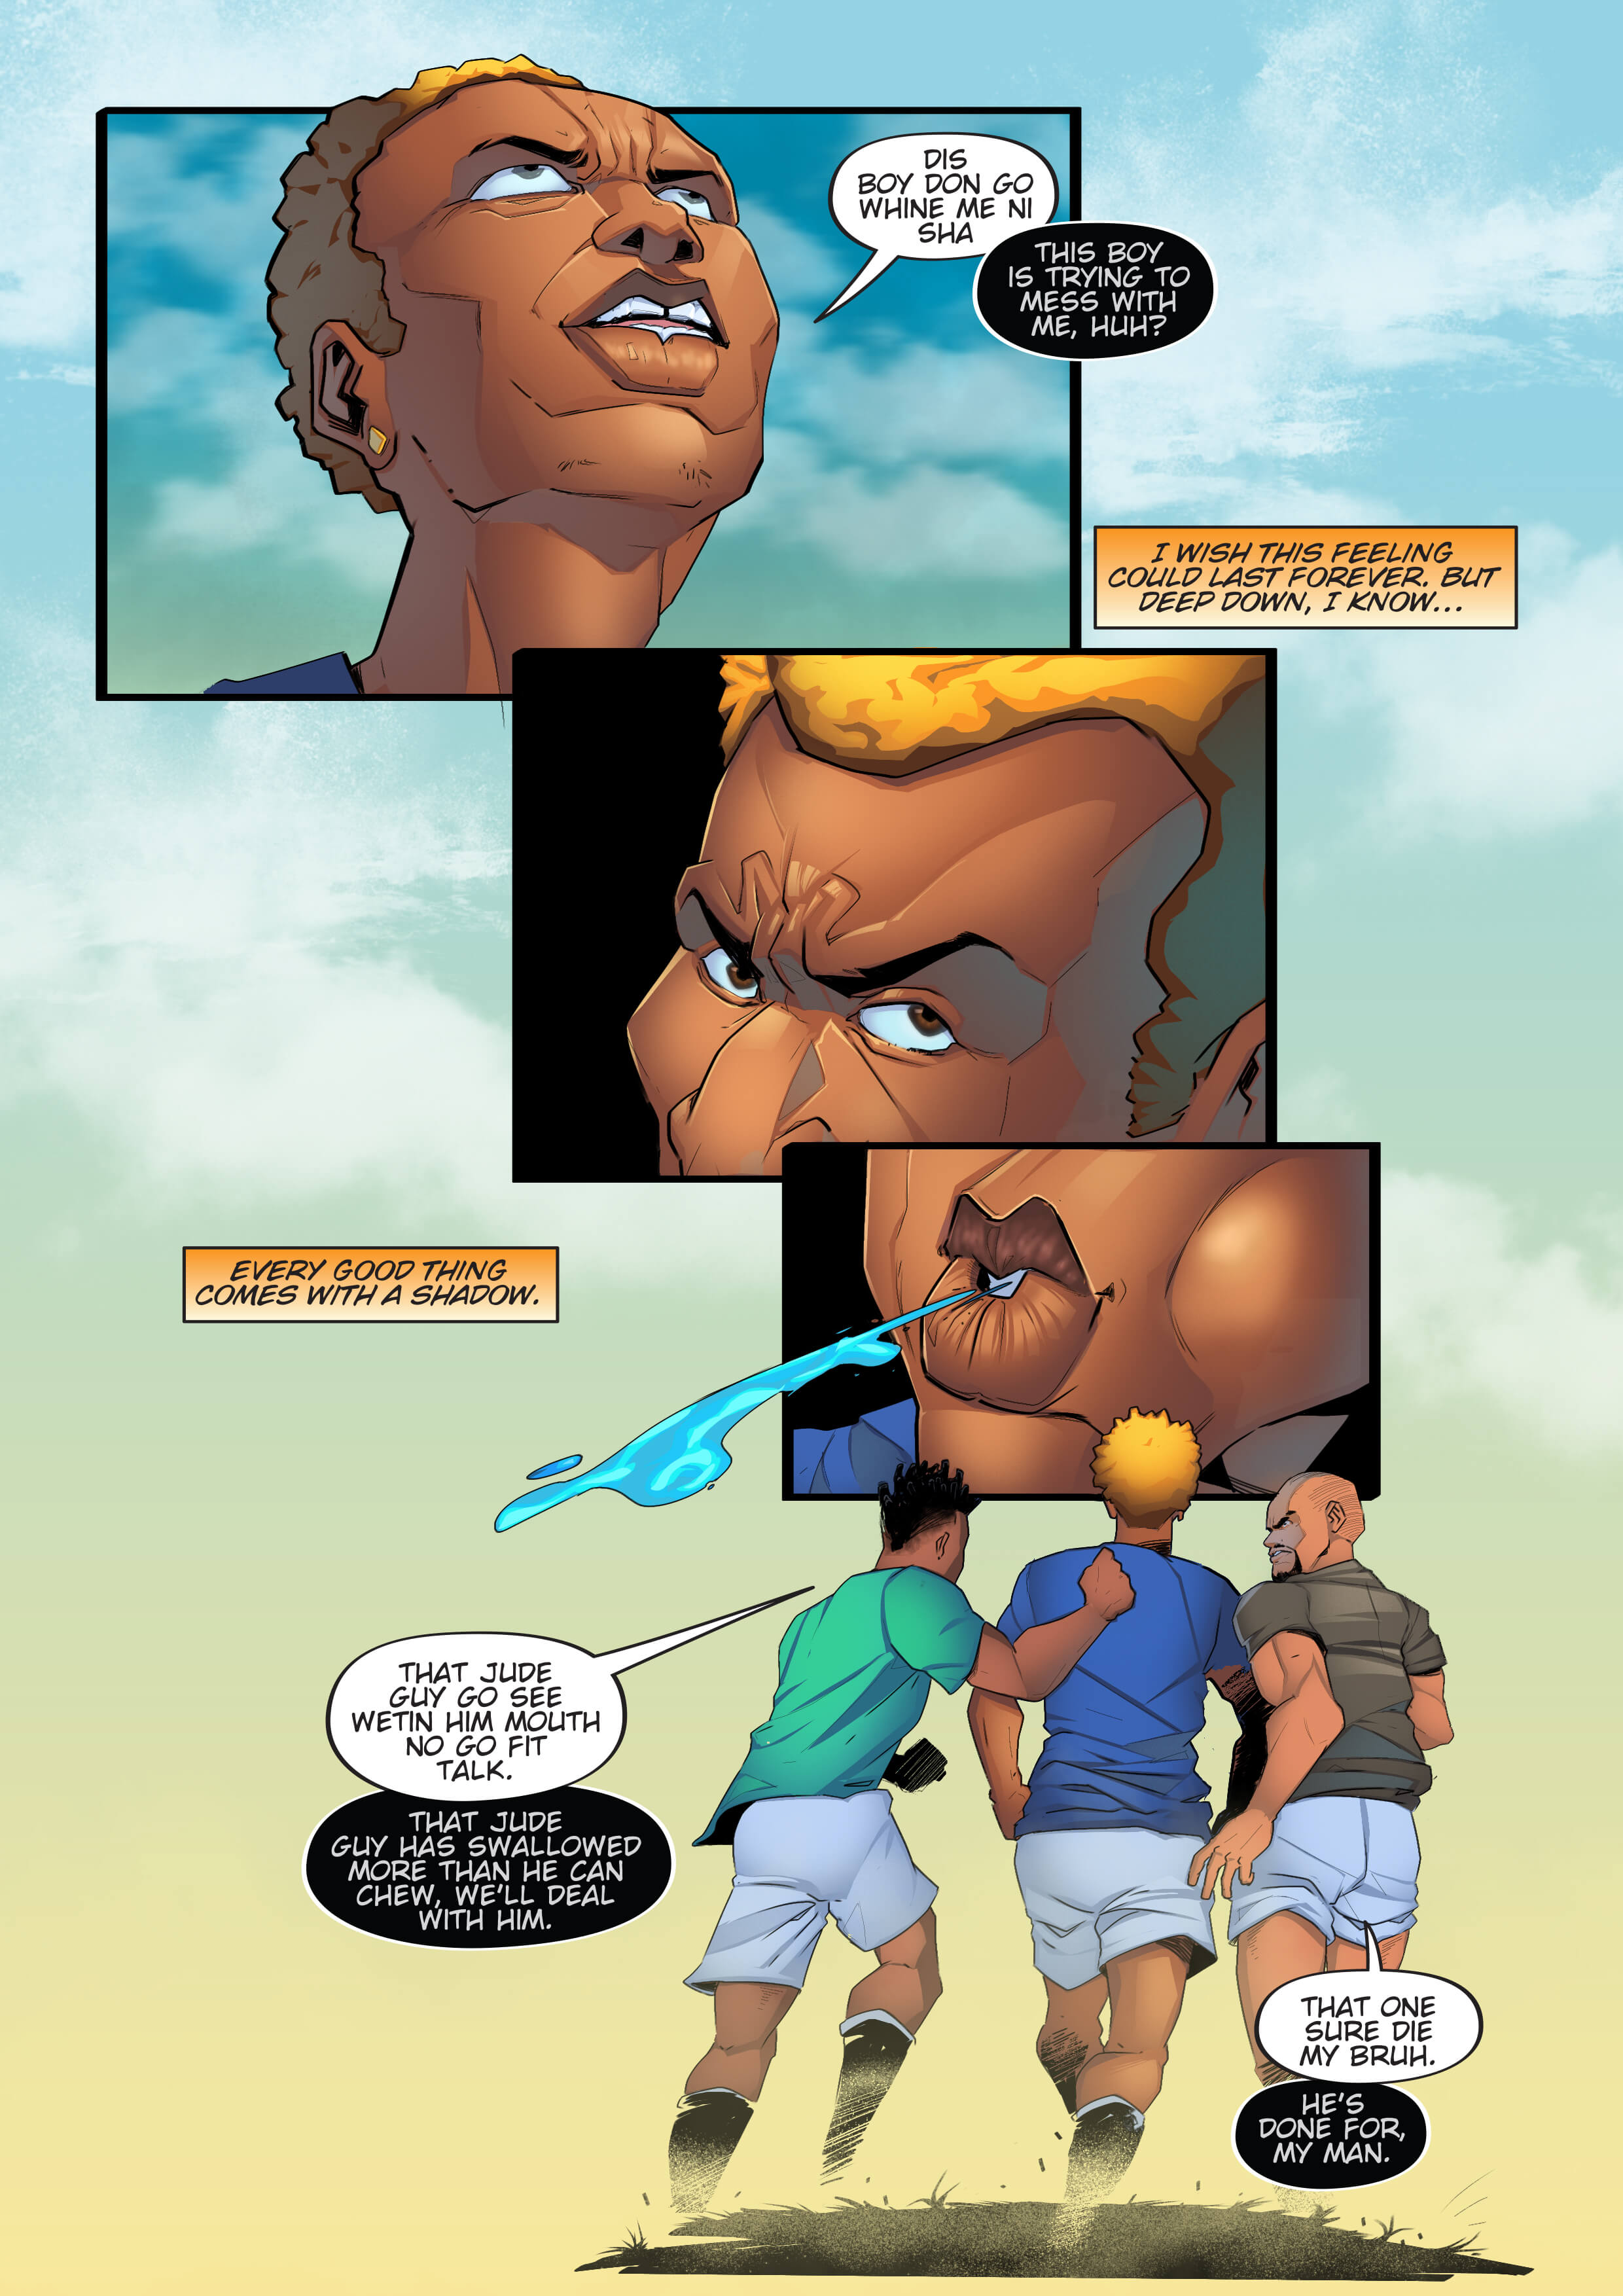 DIS
BOY DON GO
WHINE ME NI
SHA
THIS BOY
IS TRYING TO
MESS WITH
ME, HUH?
I WISH THIS FEELING
COULD LAST FOREVER. BUT
DEEP DOWN, I KNOW...
EVERY GOOD THING
COMES WITH A SHADOW.
THAT JUDE
GUY GO SEE
WETIN HIM MOUTH
NO GO FIT
TALK.
THAT JUDE
GUY HAS SWALLOWED
MORE THAN HE CAN
CHEW, WE'LL DEAL
WITH HIM.
THAT ONE
SURE DIE
MY BRUH.
HE'S
DONE FOR,
MY MAN.